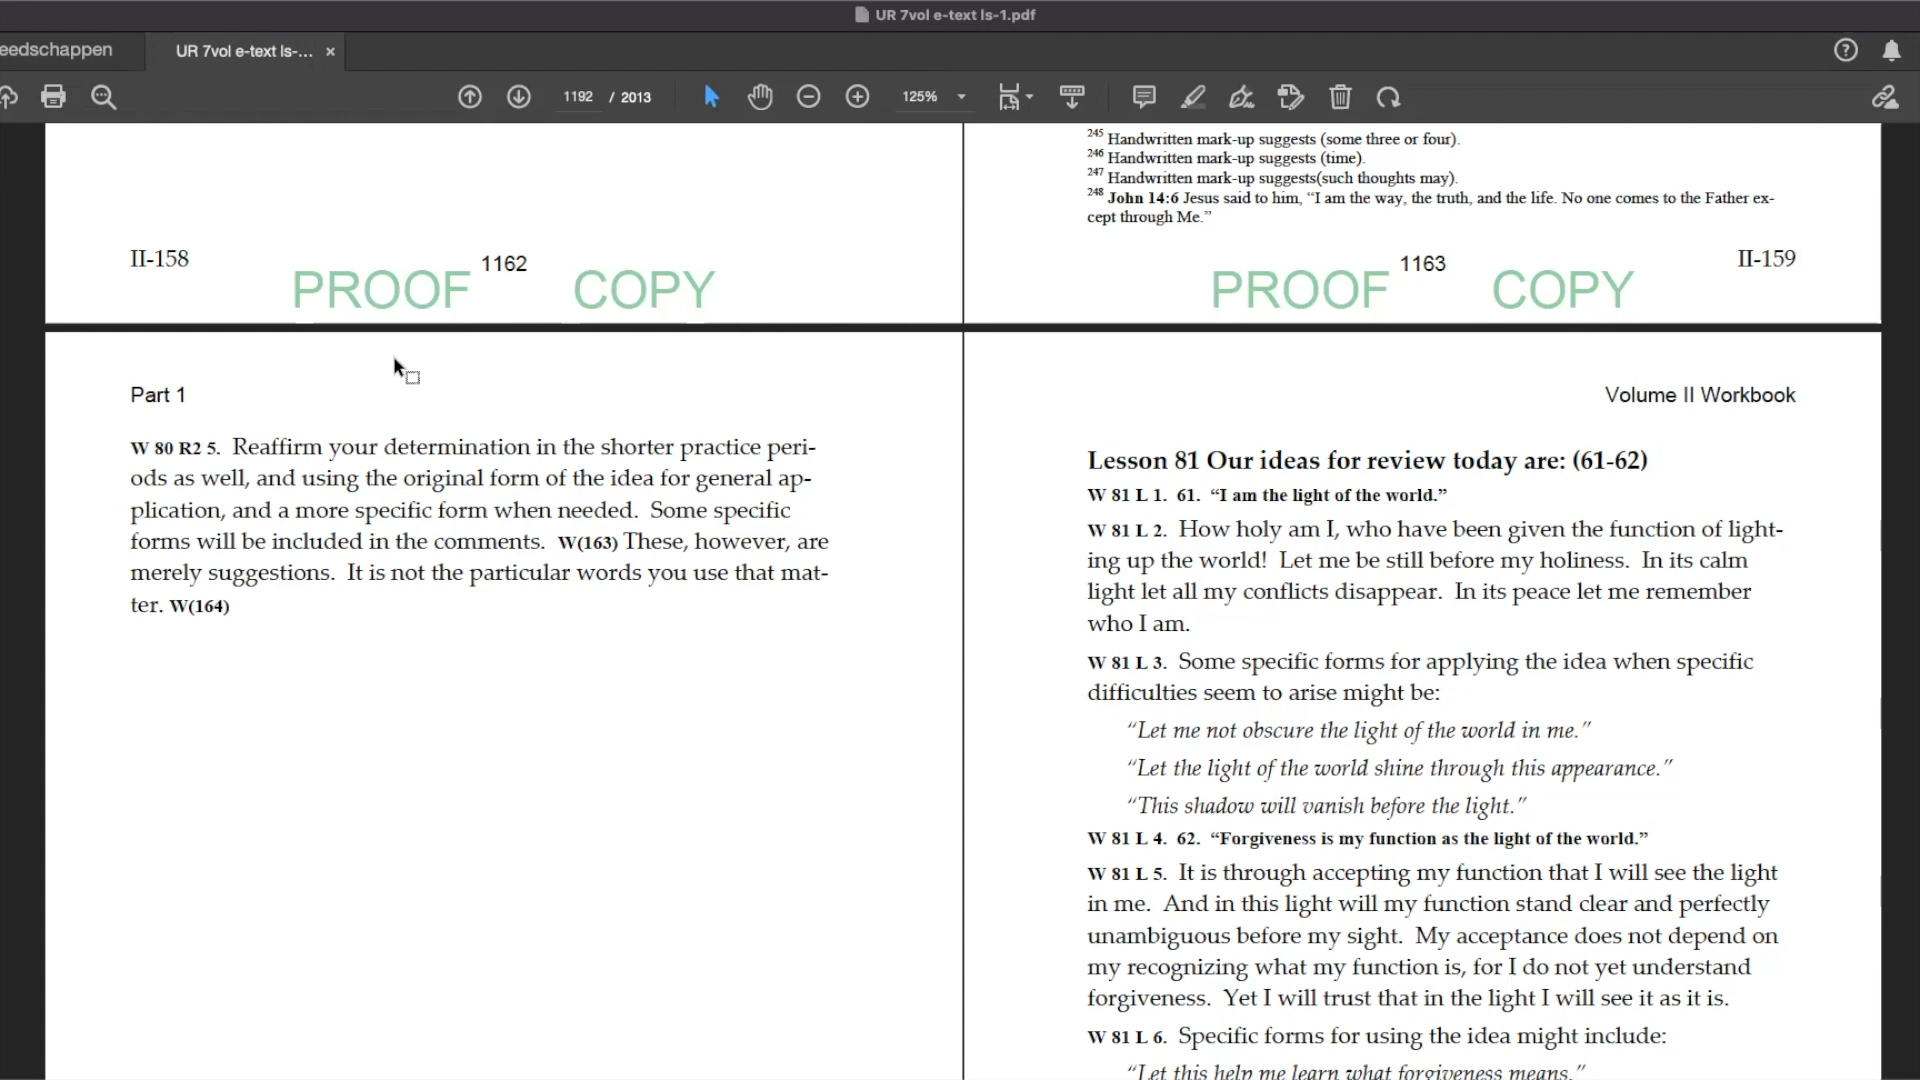 UR 7vol e-text ls-1.pdf
eedschappen
UR 7vol e-text ls-... ×
1192 / 2013
125%
II-158
1162
PROOF COPY
245 Handwritten mark-up suggests (some three or four).
246 Handwritten mark-up suggests (time).
247 Handwritten mark-up suggests(such thoughts may).
248 John 14:6 Jesus said to him, “I am the way, the truth, and the life. No one comes to the Father ex-
cept through Me.”
1163
II-159
PROOF COPY
Part 1
W 80 R2 5. Reaffirm your determination in the shorter practice peri-
ods as well, and using the original form of the idea for general ap-
plication, and a more specific form when needed. Some specific
forms will be included in the comments. W(163) These, however, are
merely suggestions. It is not the particular words you use that mat-
ter. W(164)
Volume II Workbook
Lesson 81 Our ideas for review today are: (61-62)
W 81 L 1. 61. “I am the light of the world.”
W 81 L 2. How holy am I, who have been given the function of light-
ing up the world! Let me be still before my holiness. In its calm
light let all my conflicts disappear. In its peace let me remember
who I am.
W 81 L 3. Some specific forms for applying the idea when specific
difficulties seem to arise might be:
“Let me not obscure the light of the world in me.”
“Let the light of the world shine through this appearance.”
“This shadow will vanish before the light.”
W 81 L 4. 62. “Forgiveness is my function as the light of the world.”
W 81 L 5. It is through accepting my function that I will see the light
in me. And in this light will my function stand clear and perfectly
unambiguous before my sight. My acceptance does not depend on
my recognizing what my function is, for I do not yet understand
forgiveness. Yet I will trust that in the light I will see it as it is.
W 81 L 6. Specific forms for using the idea might include:
“Let this help me learn what forgiveness means.”